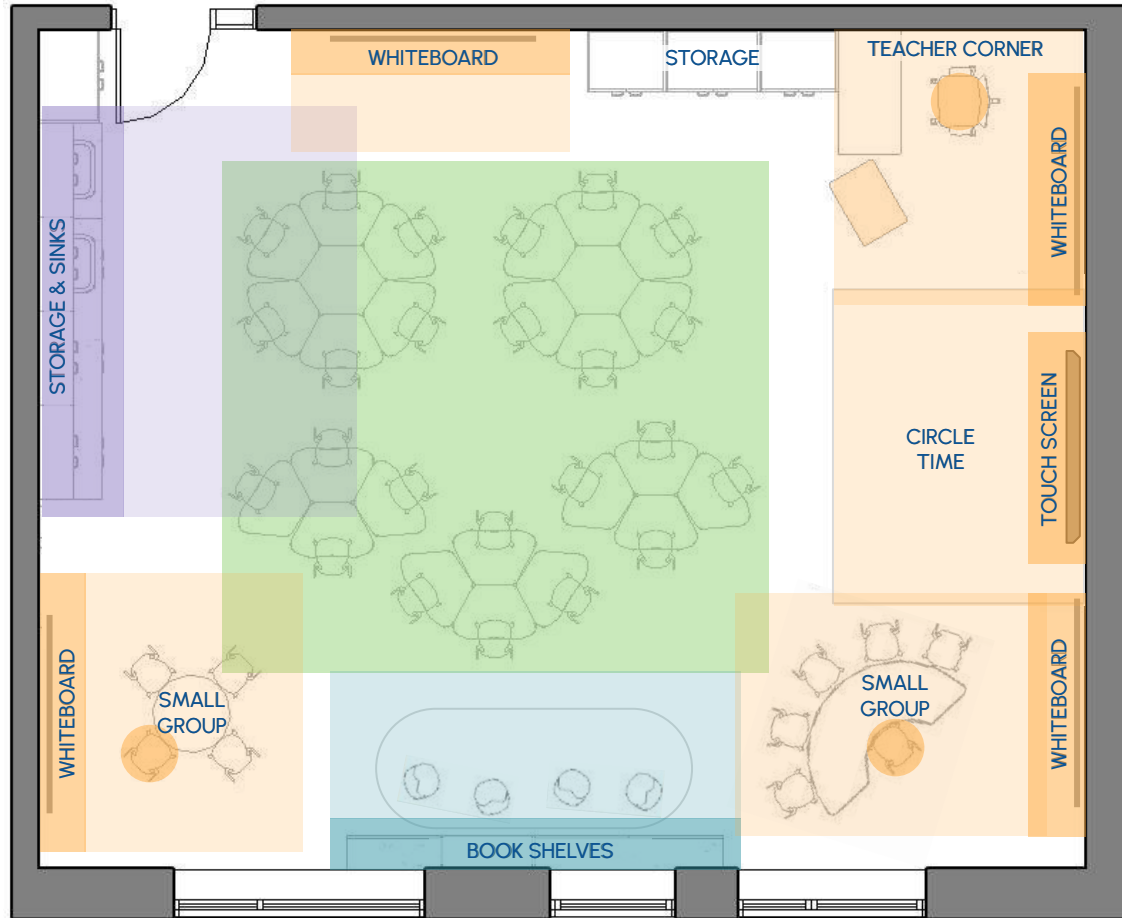 WHITEBOARD
STORAGE
TEACHER CORNER
WHITEBOARD
STORAGE & SINKS
CIRCLE
TIME
TOUCH SCREEN
WHITEBOARD
SMALL
GROUP
SMALL
GROUP
WHITEBOARD
BOOK SHELVES